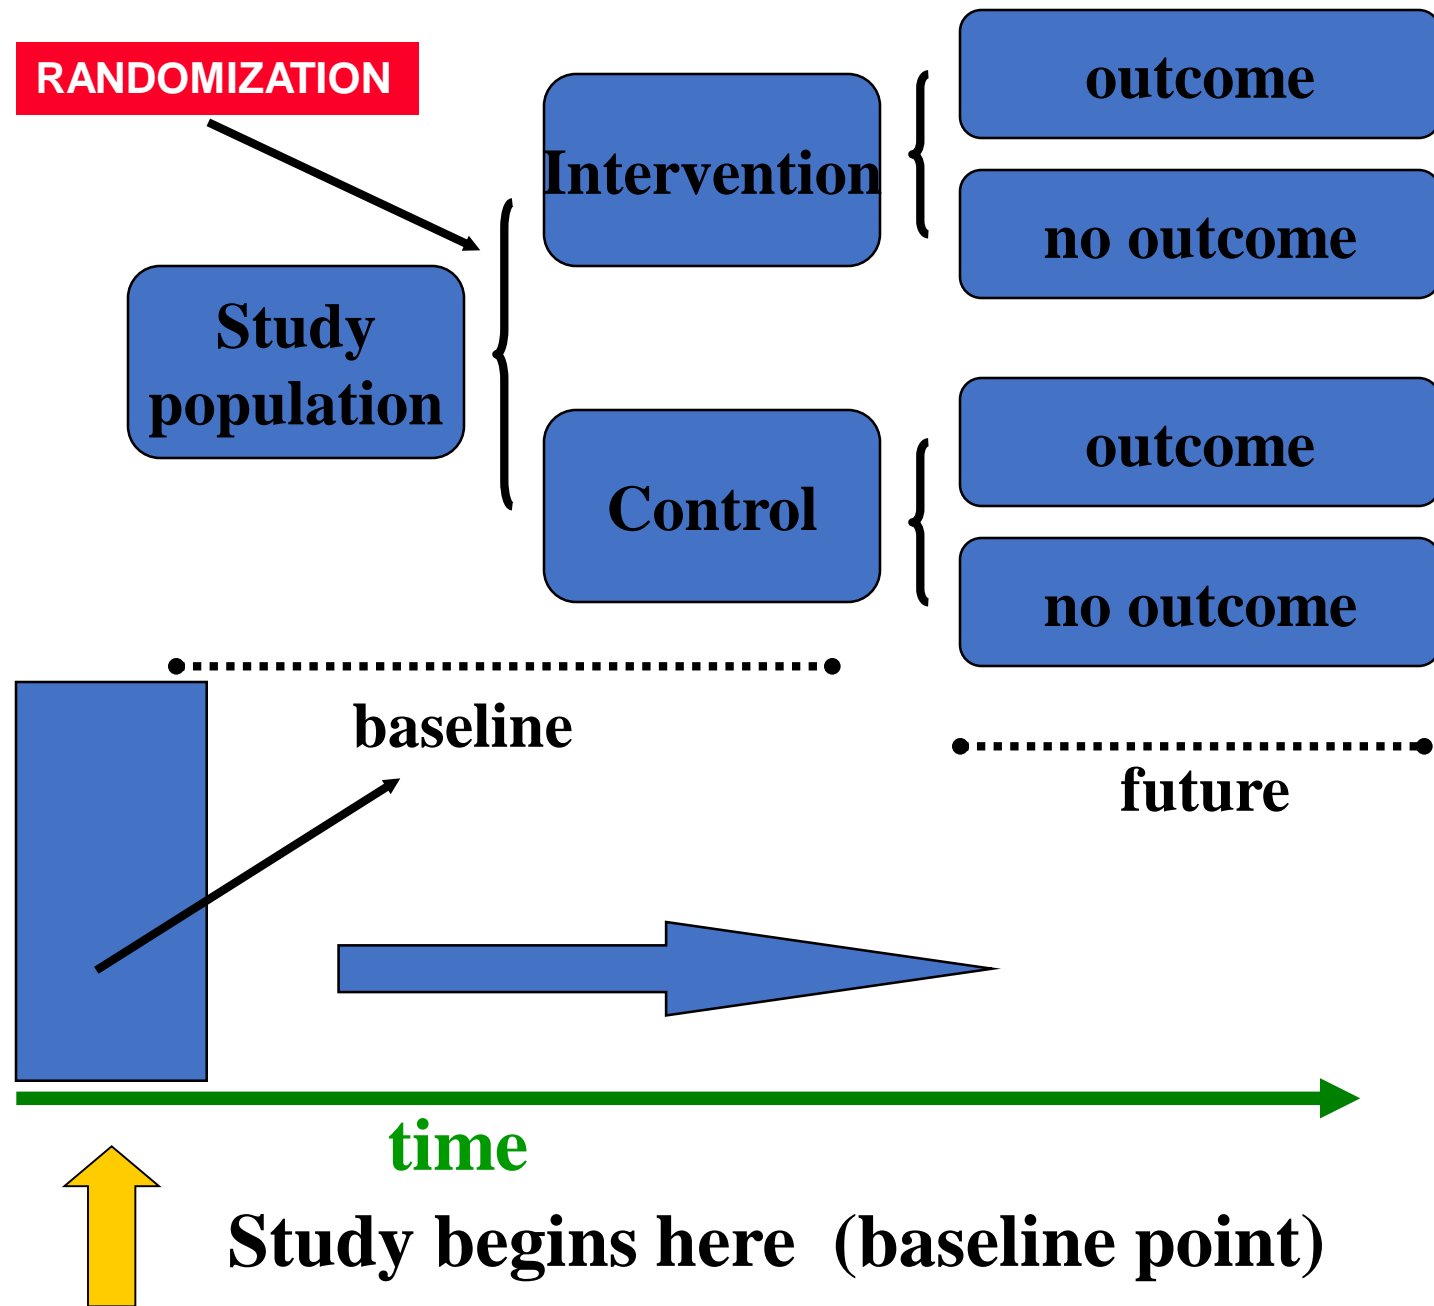 RANDOMIZATION
outcome
Intervention
no outcome
Study
population
outcome
Control
no outcome
baseline
future
time
Study begins here (baseline point)